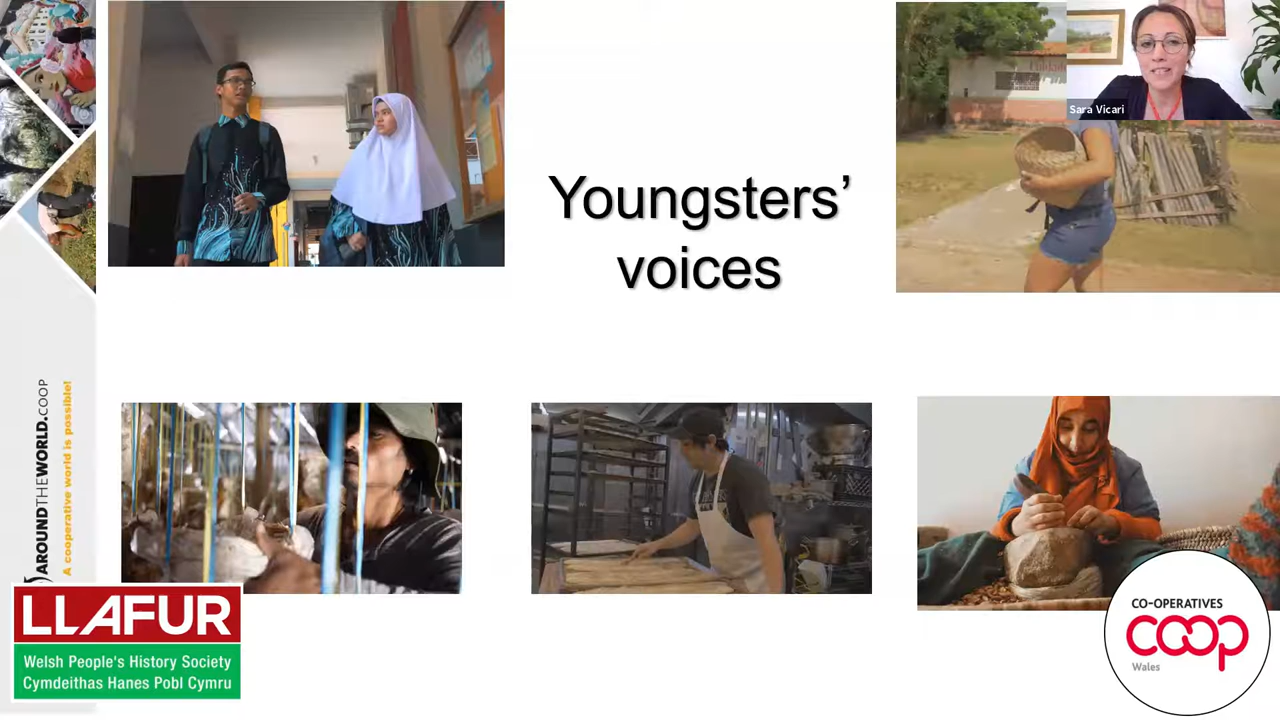 Sara Vicari
Youngsters’
voices
AROUNDTHEWORLD.COOP
A cooperative world is possible!
LLAFUR
Welsh People's History Society
Cymdeithas Hanes Pobl Cymru
CO-OPERATIVES
coop
Wales